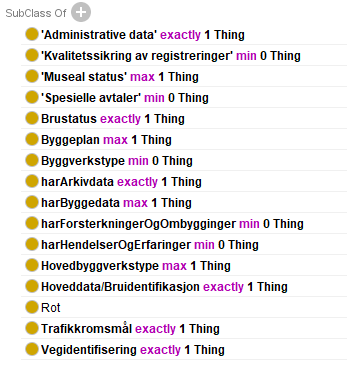 SubClass Of
'Administrative data' exactly 1 Thing
'Kvalitetssikring av registreringer' min 0 Thing
'Museal status' max 1 Thing
'Spesielle avtaler' min 0 Thing
Brustatus exactly 1 Thing
Byggeplan max 1 Thing
Byggverkstype min 0 Thing
harArkivdata exactly 1 Thing
harByggedata max 1 Thing
harForsterkningerOgOmbygginger min 0 Thing
harHendelserOgErfaringer min 0 Thing
Hovedbyggverkstype max 1 Thing
Hoveddata/Bruidentifikasjon exactly 1 Thing
Rot
Trafikkromsmål exactly 1 Thing
Vegidentifisering exactly 1 Thing